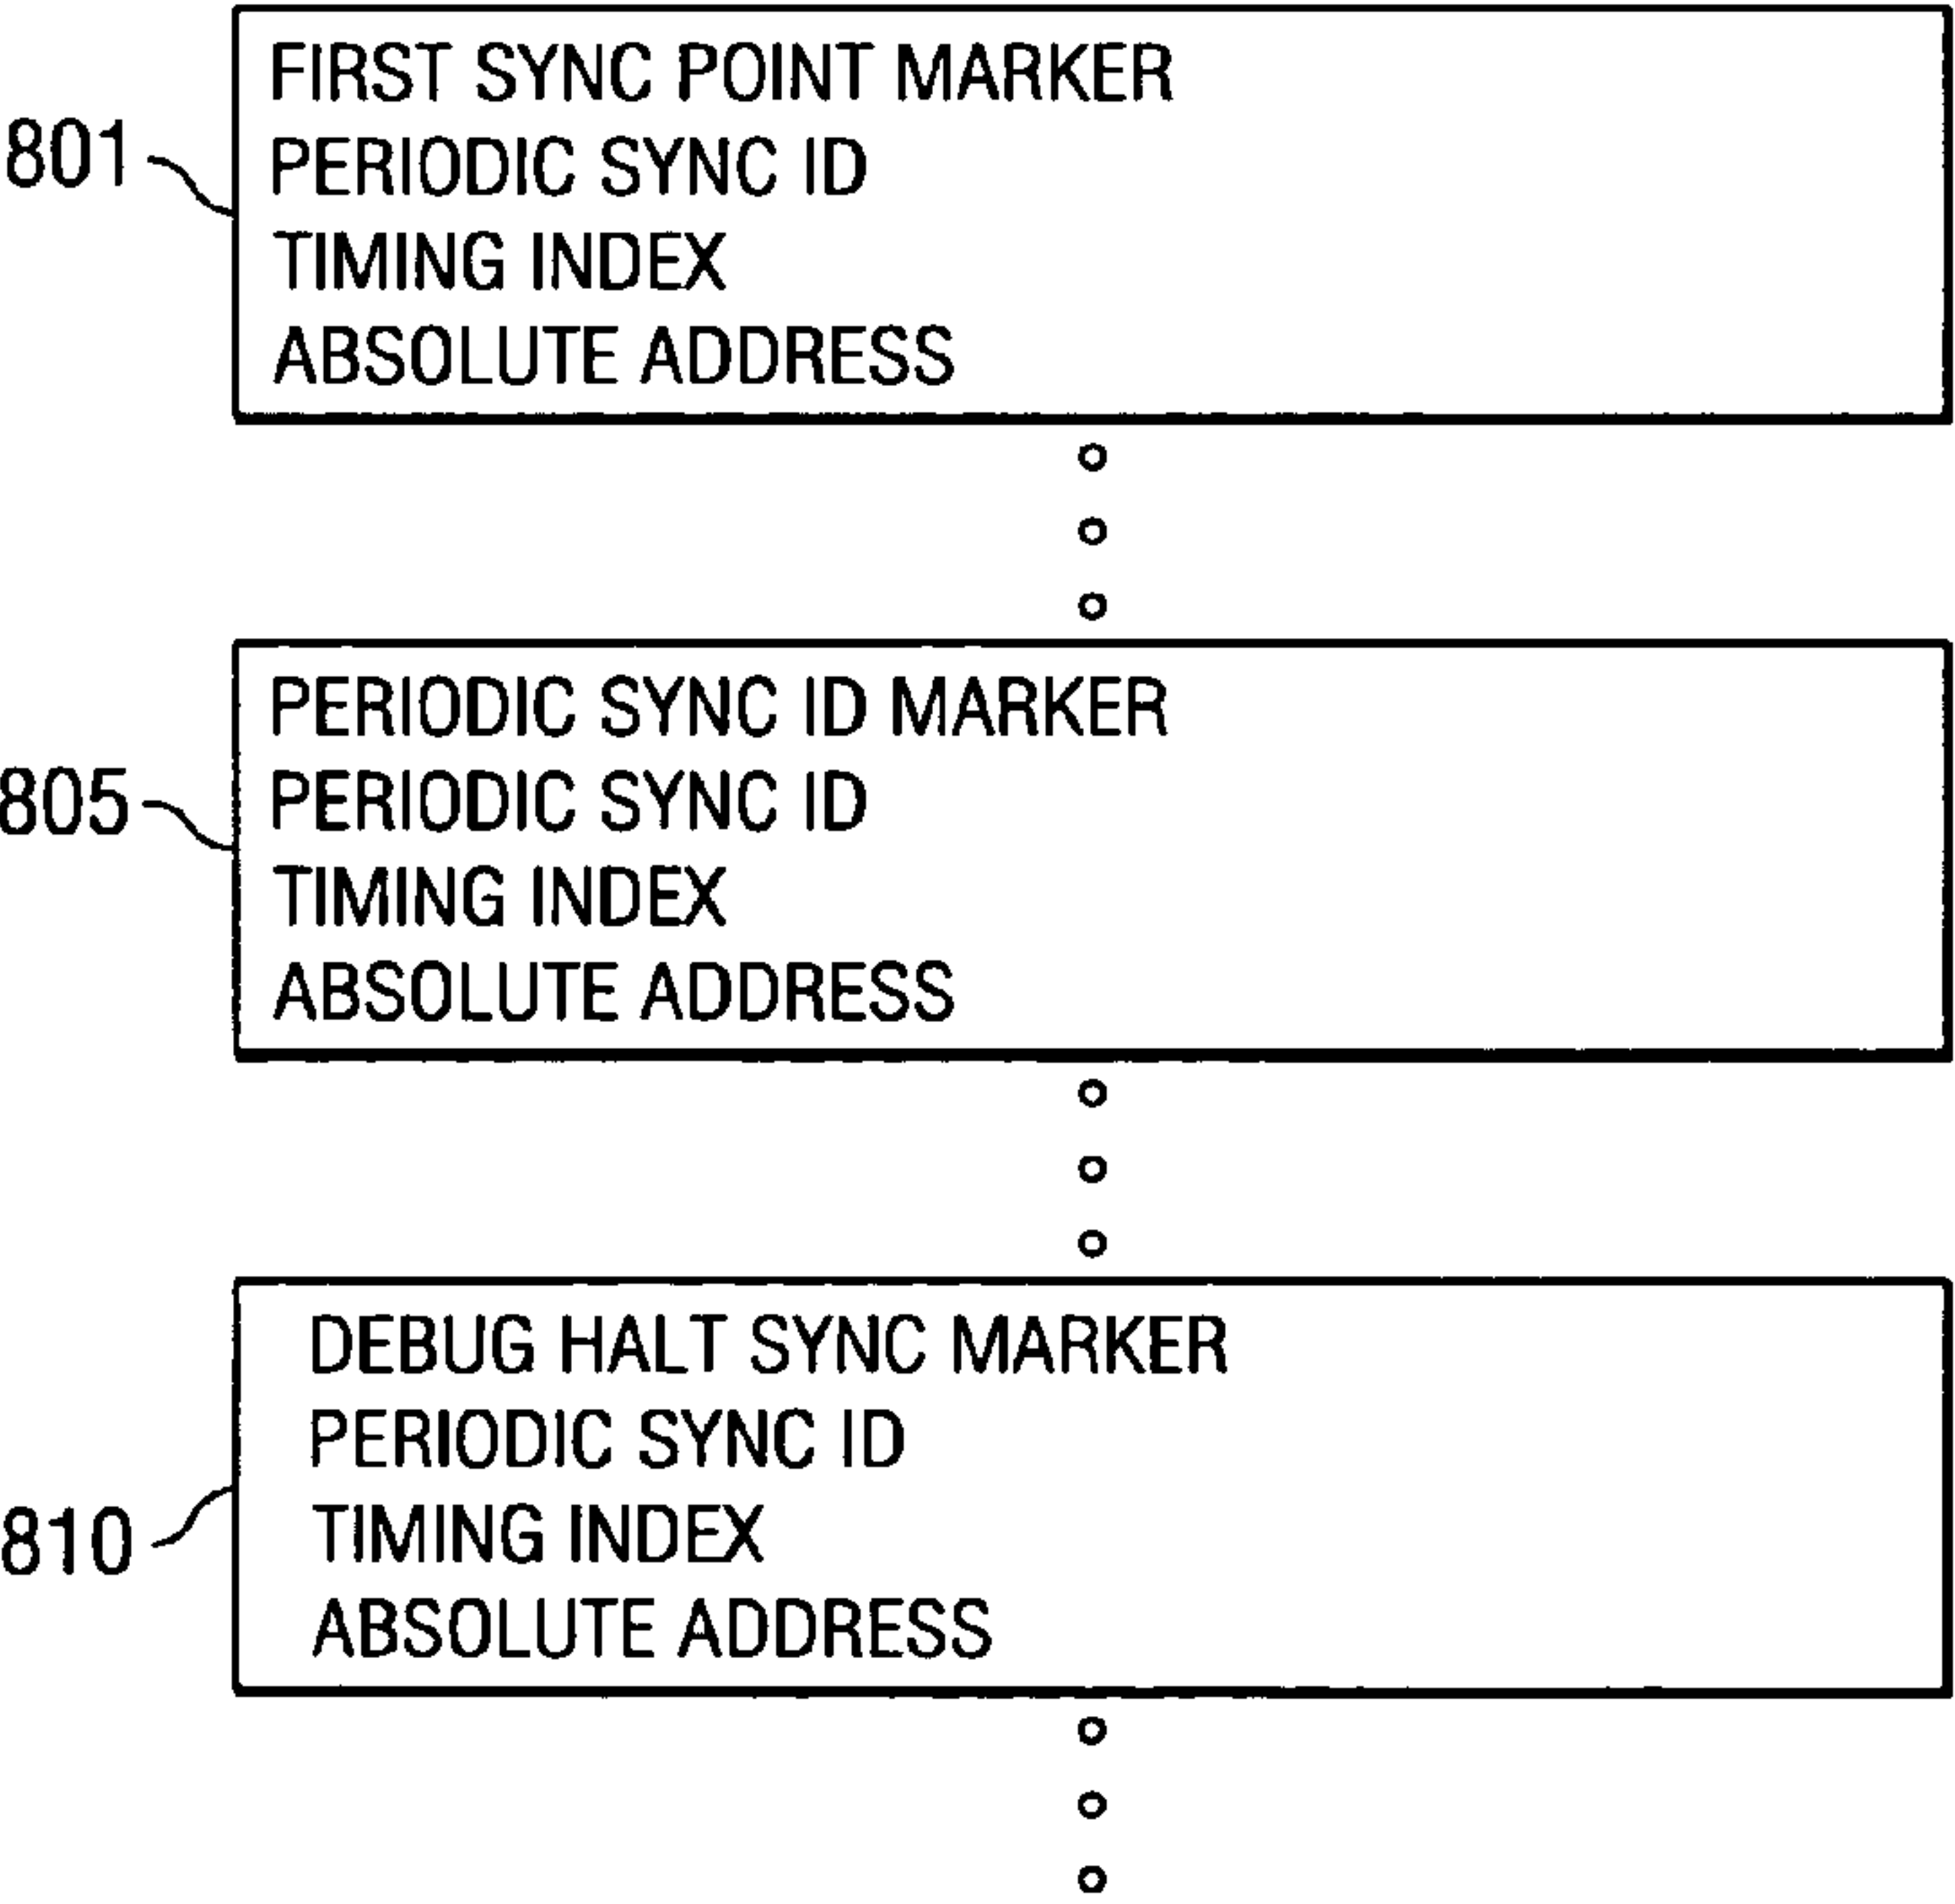 FIRST SYNC POINT MARKER
801
PERIODIC SYNC ID
TIMING INDEX
ABSOLUTE ADDRESS
PERIODIC SYNC ID MARKER
805
PERIODIC SYNC ID
TIMING INDEX
ABSOLUTE ADDRESS
DEBUG HALT SYNC MARKER
PERIODIC SYNC ID
810
TIMING INDEX
ABSOLUTE ADDRESS